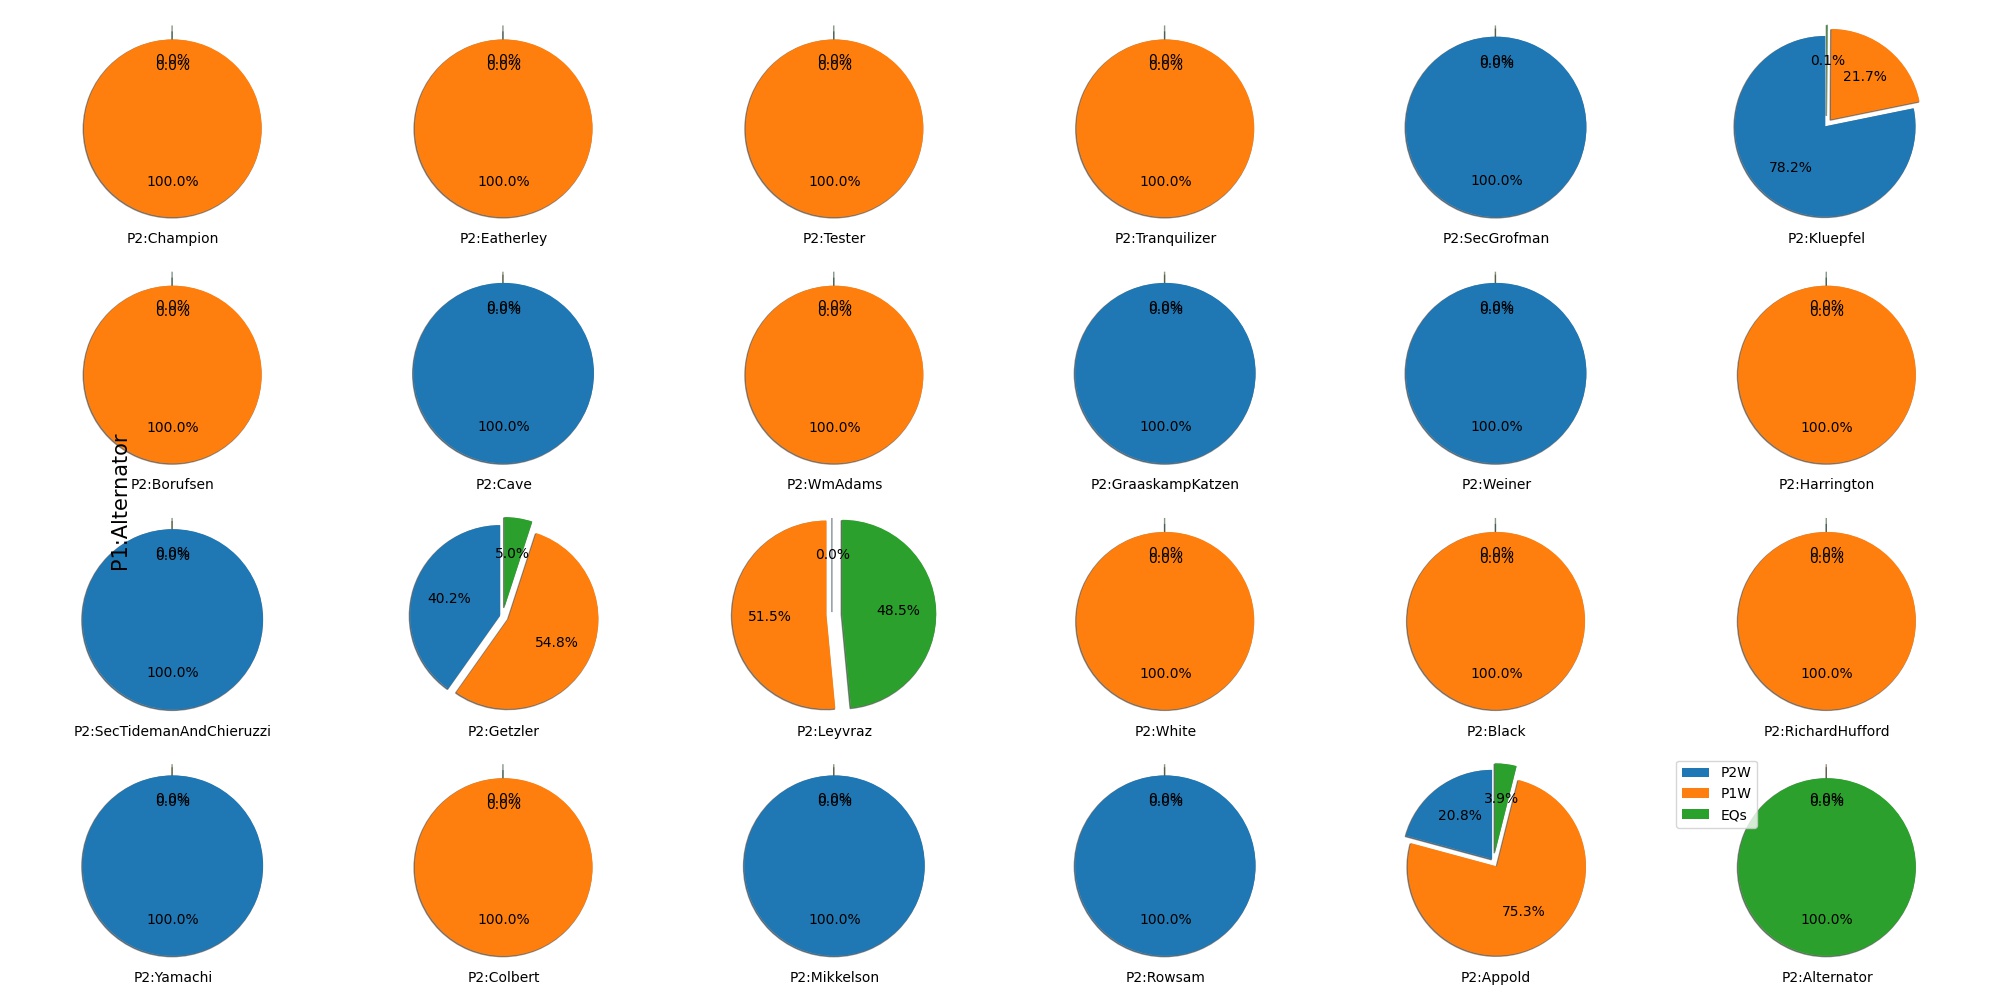 0.0%
0.0%
100.0%
P2:Champion
0.0%
0.0%
100.0%
P2:Eatherley
0.0%
0.0%
100.0%
P2:Tester
0.0%
0.0%
100.0%
P2:Tranquilizer
0.0%
0.0%
100.0%
P2:SecGrofman
0.1%
21.7%
78.2%
P2:Kluepfel
0.0%
0.0%
100.0%
P2:Borufsen
0.0%
0.0%
100.0%
P2:Cave
0.0%
0.0%
100.0%
P2:WmAdams
0.0%
0.0%
100.0%
P2:GraaskampKatzen
0.0%
0.0%
100.0%
P2:Weiner
0.0%
0.0%
100.0%
P2:Harrington
P1:Alternator
0.0%
0.0%
100.0%
P2:SecTidemanAndChieruzzi
5.0%
40.2%
54.8%
P2:Getzler
0.0%
51.5%
48.5%
P2:Leyvraz
0.0%
0.0%
100.0%
P2:White
0.0%
0.0%
100.0%
P2:Black
0.0%
0.0%
100.0%
P2:RichardHufford
0.0%
0.0%
100.0%
P2:Yamachi
0.0%
0.0%
100.0%
P2:Colbert
0.0%
0.0%
100.0%
P2:Mikkelson
0.0%
0.0%
100.0%
P2:Rowsam
3.9%
20.8%
75.3%
P2:Appold
P2W
P1W
EQs
0.0%
0.0%
100.0%
P2:Alternator